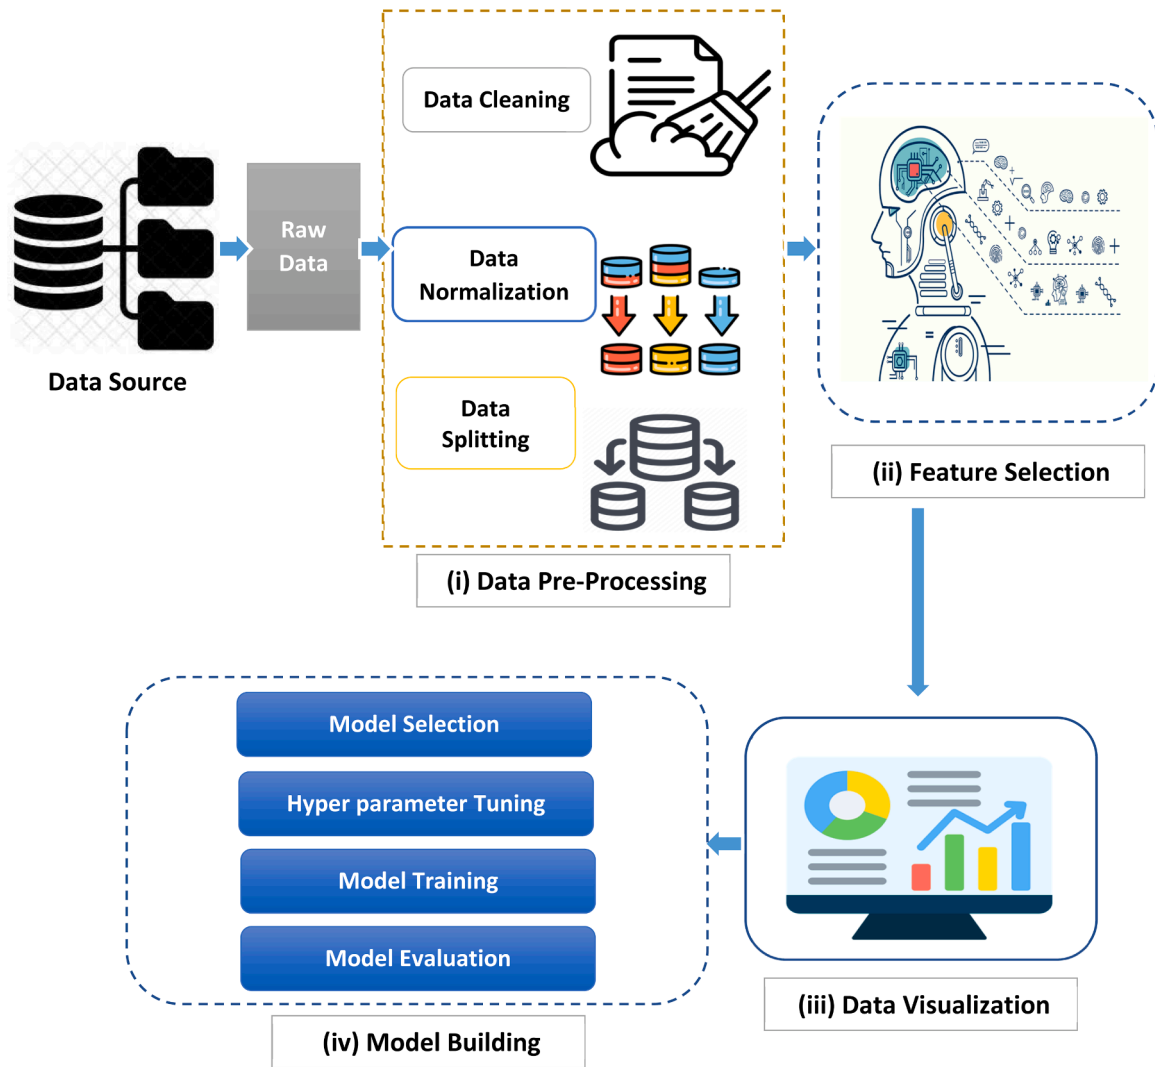 Data Source
Raw
Data
Data Cleaning
Data
Normalization
Data
Splitting
(i) Data Pre-Processing
(ii) Feature Selection
(iii) Data Visualization
Model Selection
Hyper parameter Tuning
Model Training
Model Evaluation
(iv) Model Building